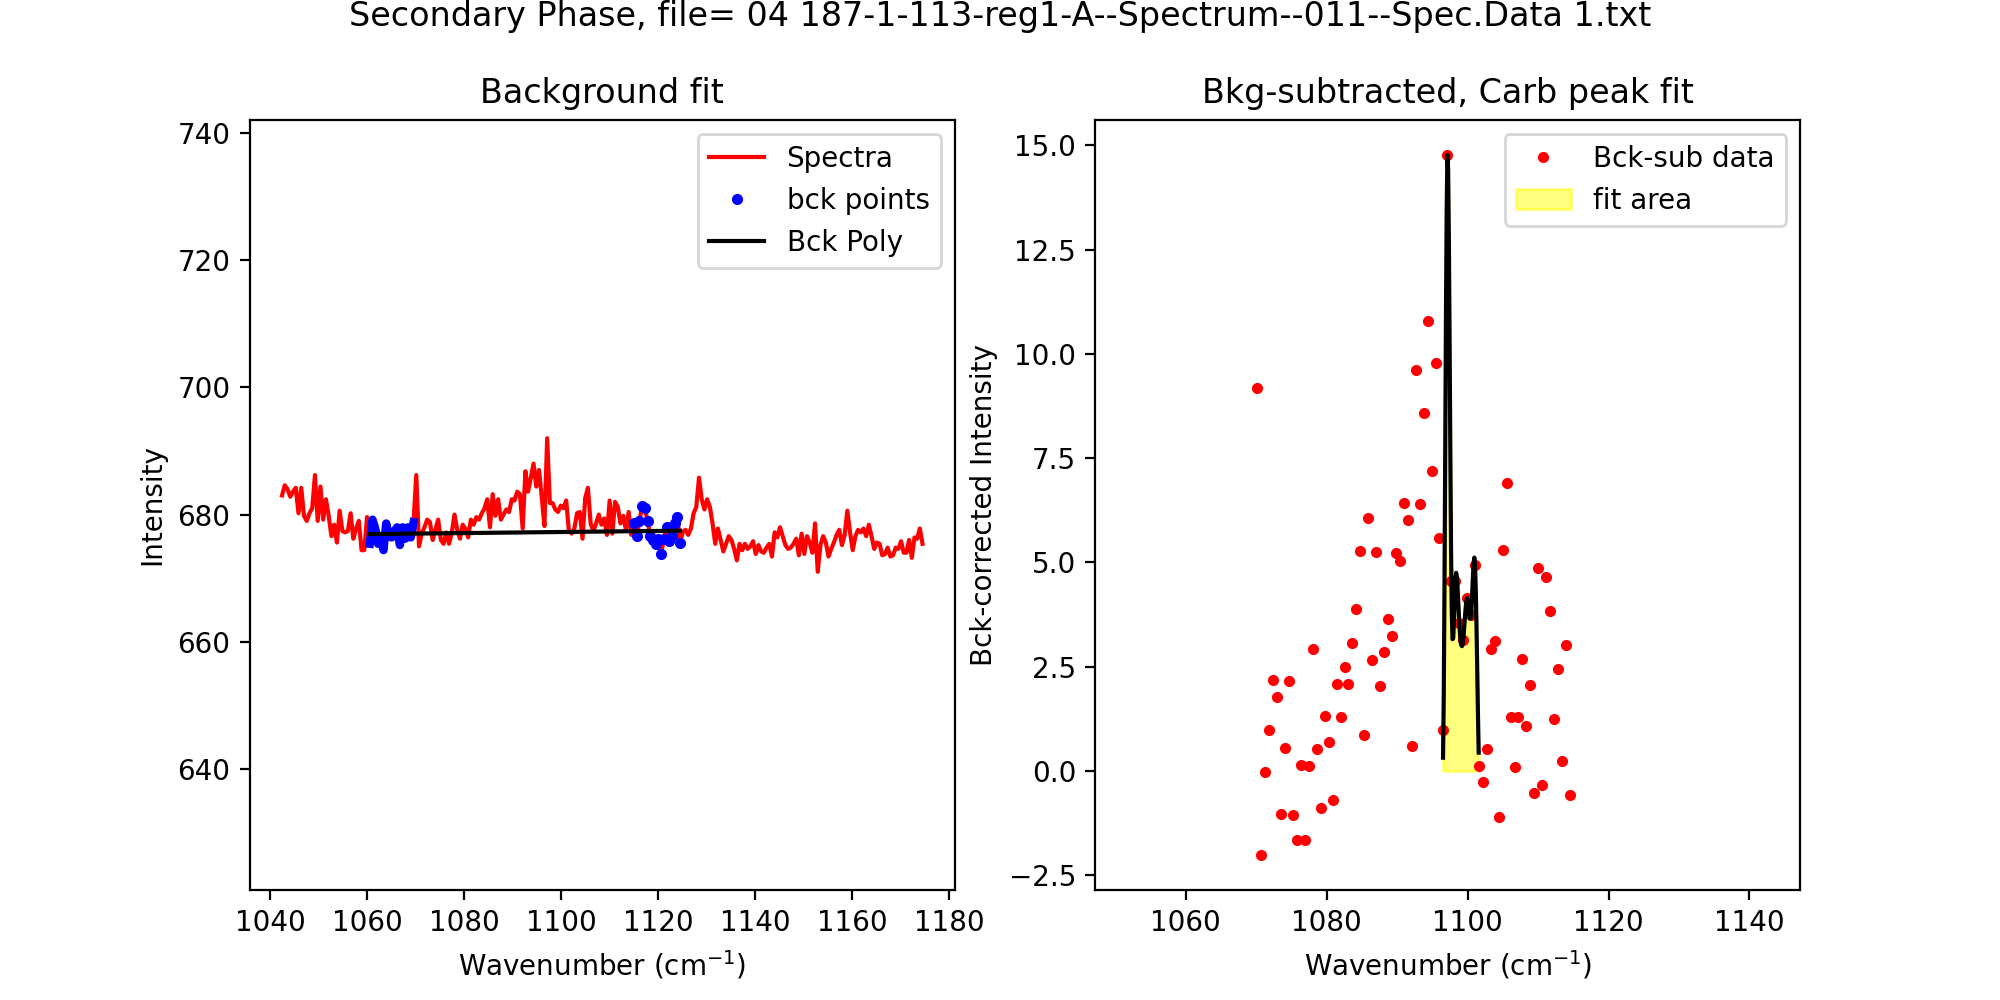 Secondary Phase, file= 04 187-1-113-reg1-A--Spectrum--011--Spec.Data 1.txt
Background fit
Spectra
bck points
Bck Poly
740
720
700
680
660
640
Intensity
1040 1060 1080 1100 1120 1140 1160 1180
Wavenumber (cm⁻¹)
Bkg-subtracted, Carb peak fit
Bck-sub data
fit area
15.0
12.5
10.0
7.5
5.0
2.5
0.0
−2.5
Bck-corrected Intensity
1060 1080 1100 1120 1140
Wavenumber (cm⁻¹)